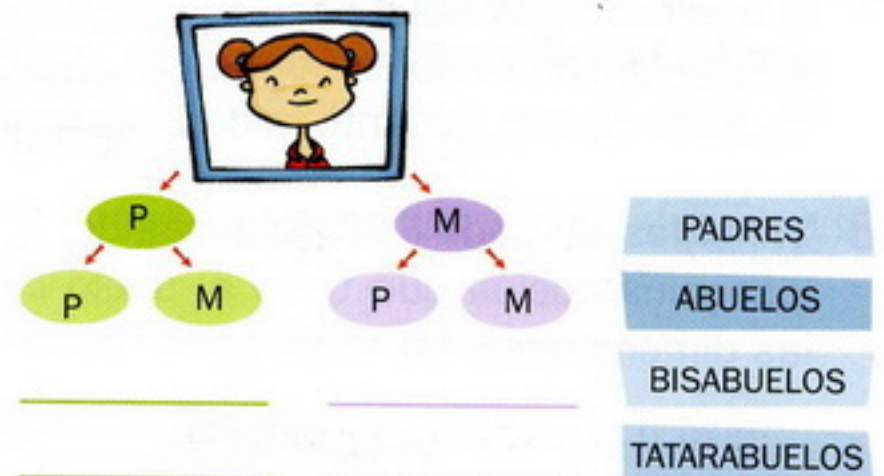 P M PADRES
P M P M ABUELOS
BISABUELOS
TATARABUELOS